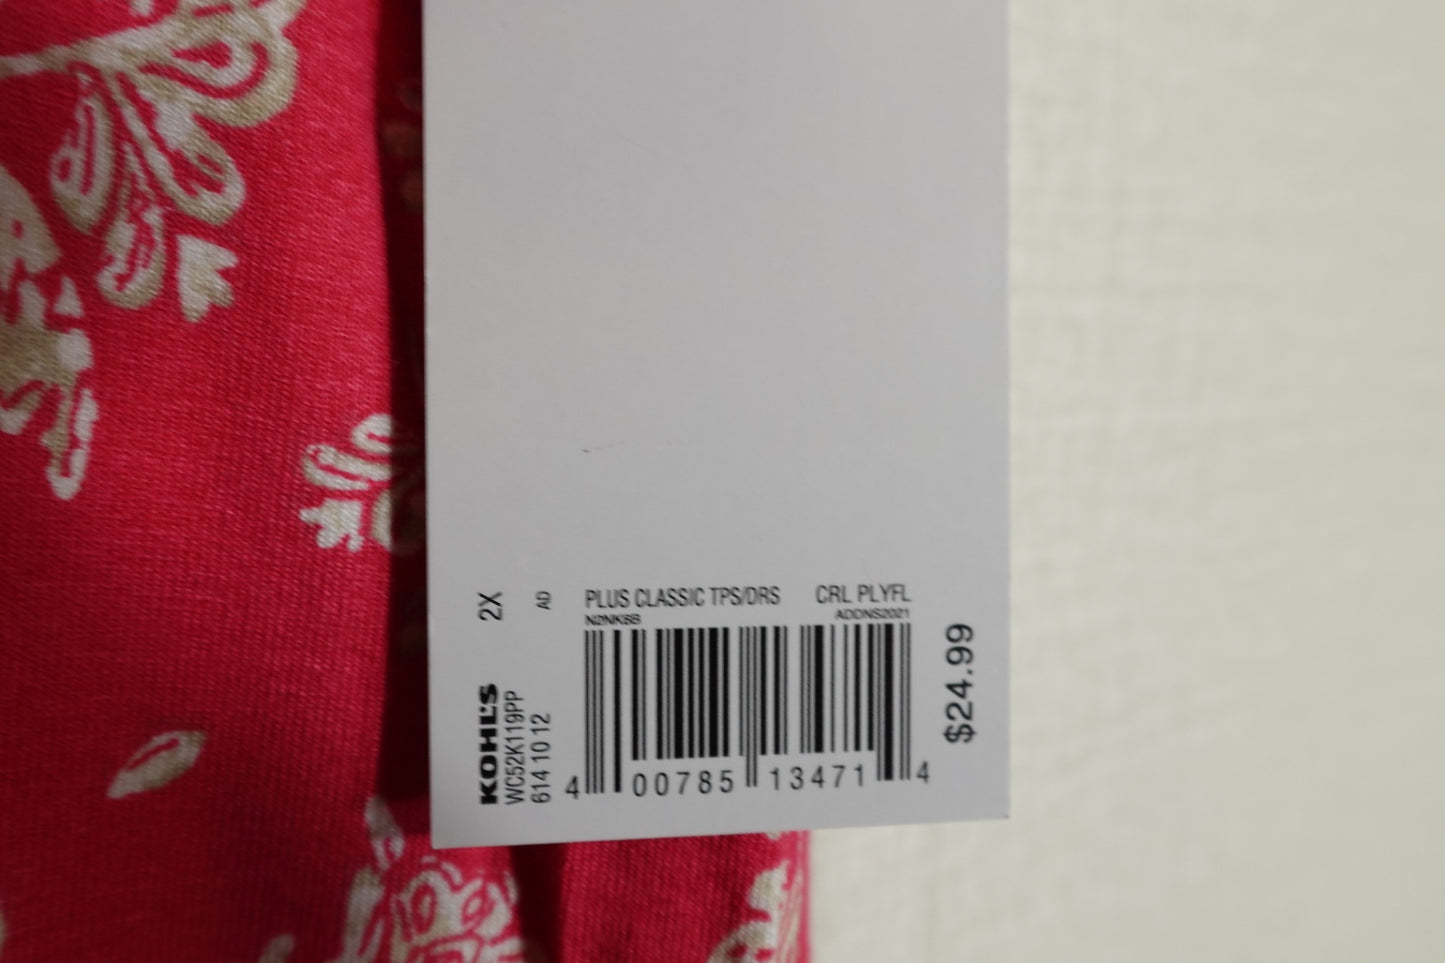 PLUS CLASSIC TPS/DRS CRL PLYFL
N2NK6B ADDNS2021
4 00785 13471 4
KOHL'S 2X
WC52K119PP
614 10 12 AD
$24.99